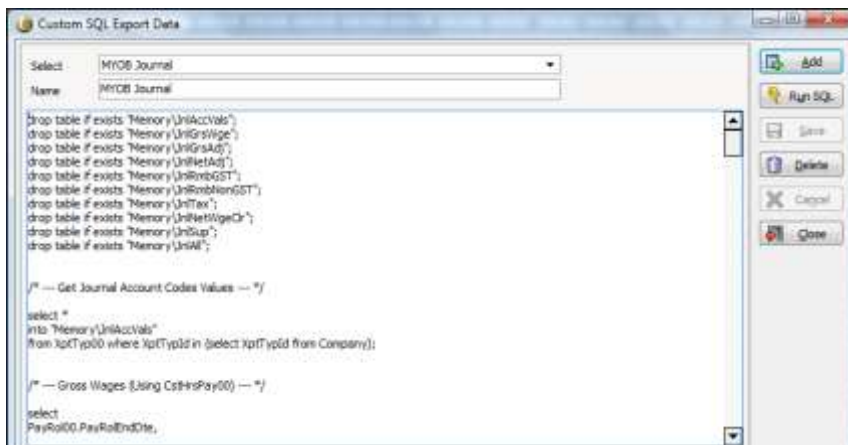 Custom SQL Export Data
Select MYOB Journal
Name MYOB Journal
Add
Run SQL
Save
Delete
Cancel
Close
drop table if exists "Memory\JnlAccVals";
drop table if exists "Memory\JnlGrsWge";
drop table if exists "Memory\JnlGrsAdj";
drop table if exists "Memory\JnlNetAdj";
drop table if exists "Memory\JnlRmbGST";
drop table if exists "Memory\JnlRmbNonGST";
drop table if exists "Memory\JnlTax";
drop table if exists "Memory\JnlNetWgeClr";
drop table if exists "Memory\JnlSup";
drop table if exists "Memory\JnlAll";
/* --- Get Journal Account Codes Values --- */
select *
into "Memory\JnlAccVals"
from XptTyp00 where XptTypId in (select XptTypId from Company);
/* --- Gross Wages (Using CstHrsPay00) --- */
select
PayRol00.PayRolEndDte,